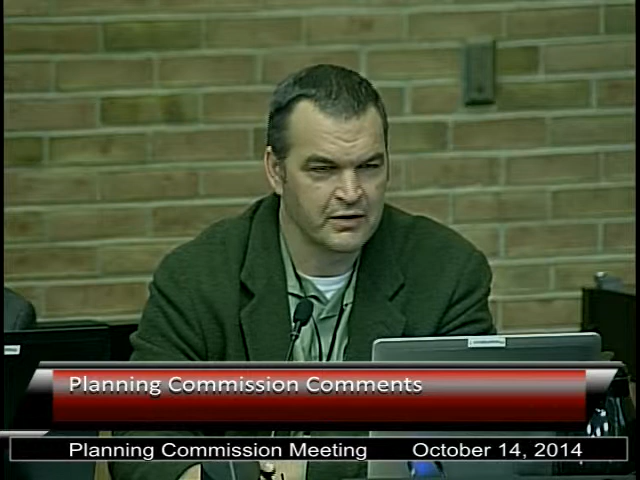 Planning Commission Comments
Planning Commission Meeting October 14, 2014